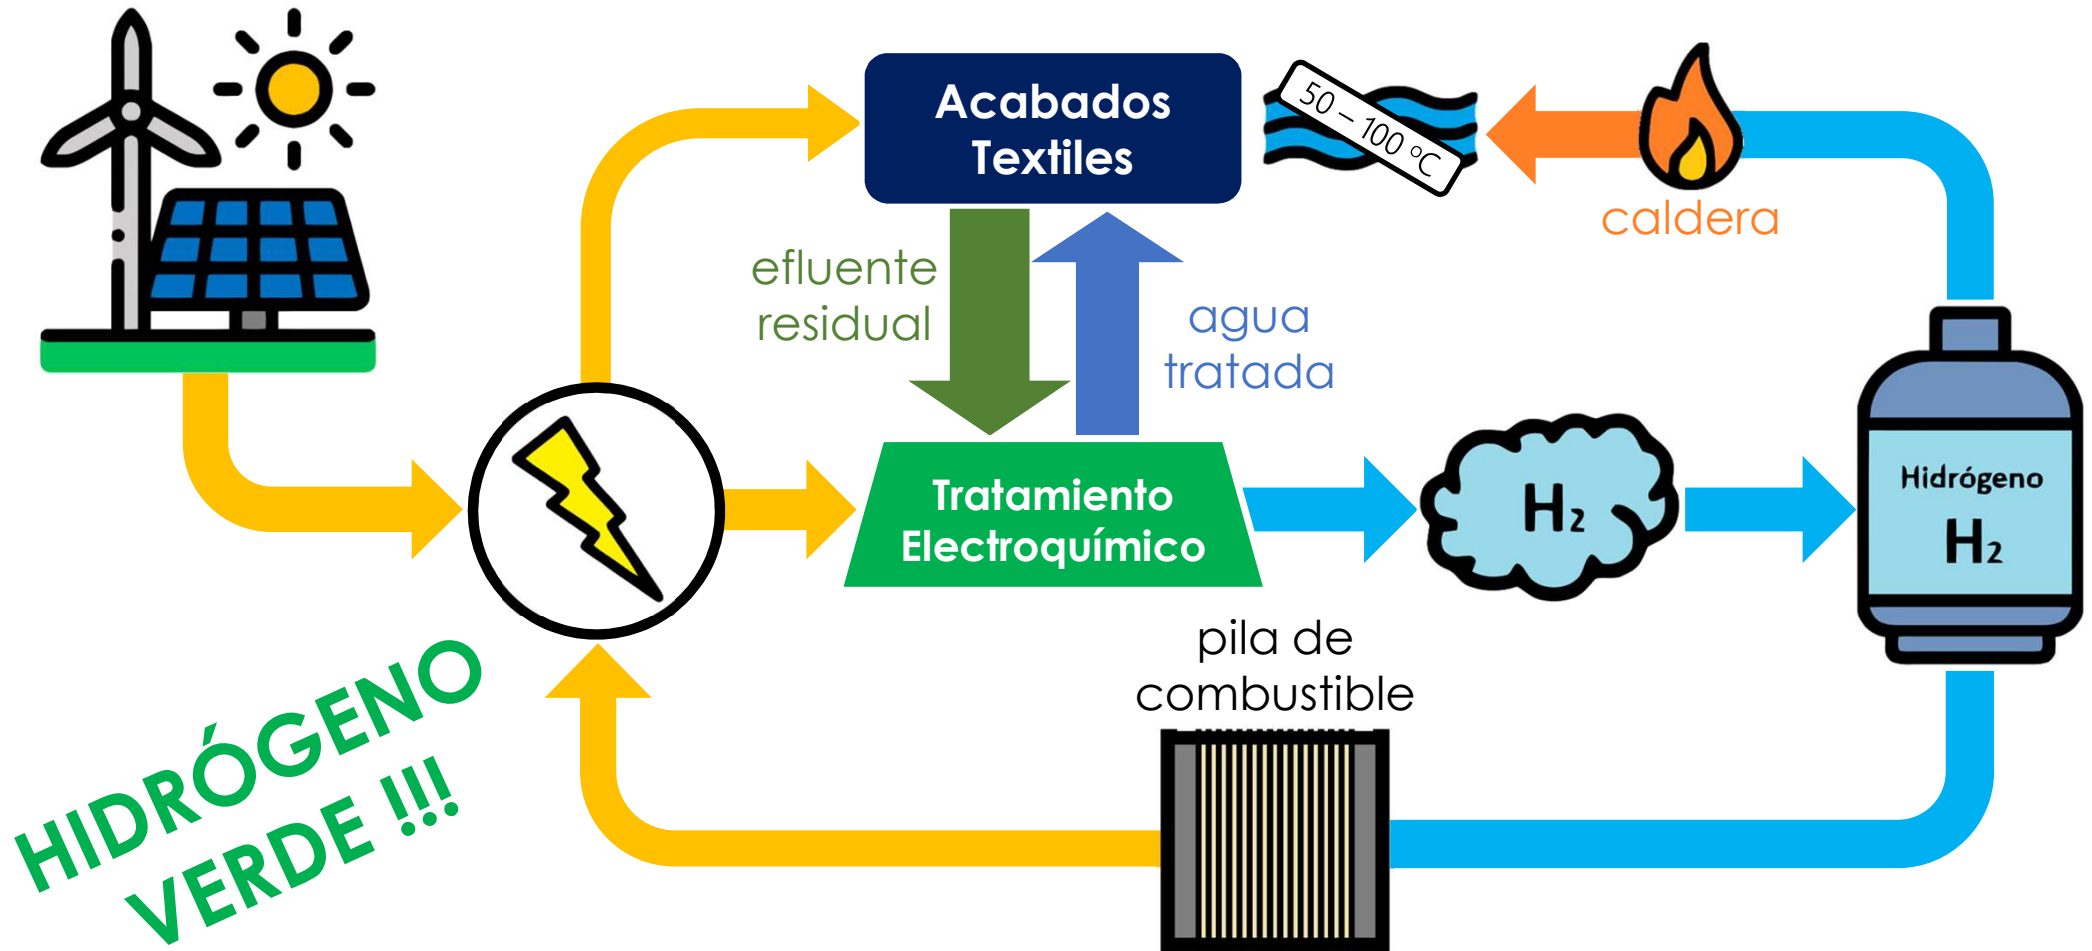 Acabados
Textiles
50 – 100 ºC
caldera
efluente
residual
agua
tratada
Tratamiento
Electroquímico
H₂
Hidrógeno
H₂
pila de
combustible
HIDRÓGENO
VERDE !!!